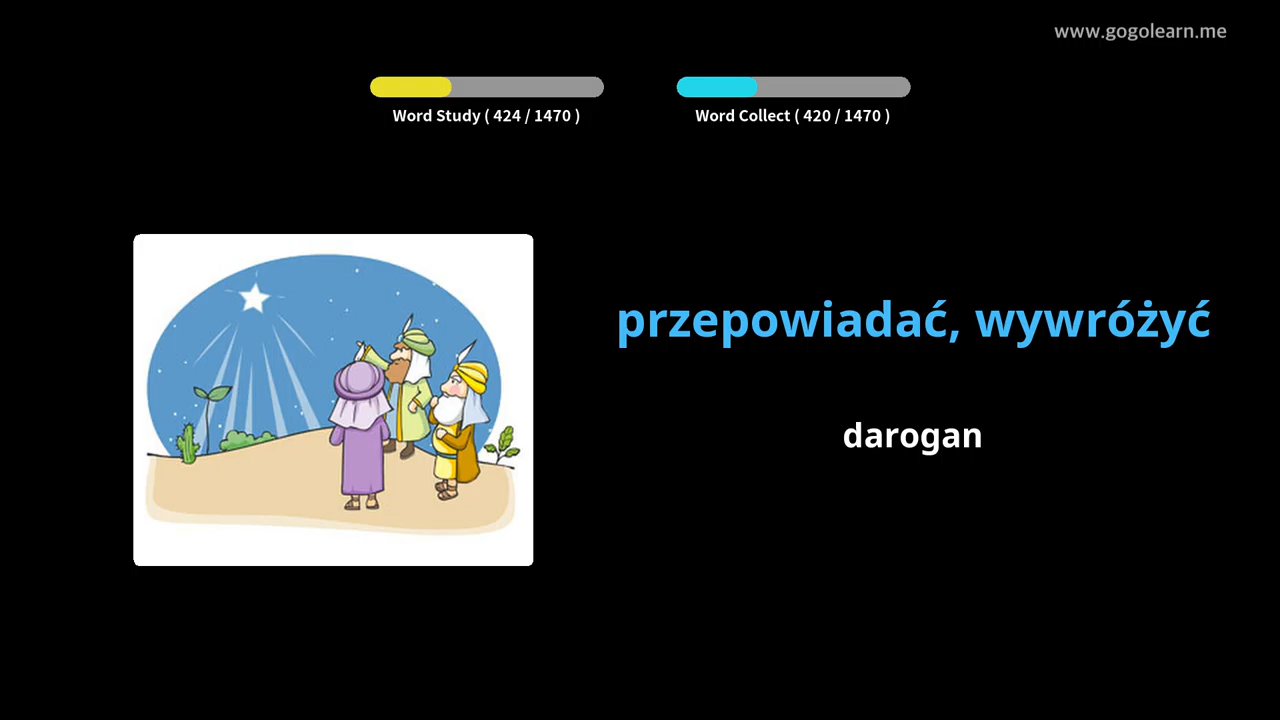 www.gogolearn.me
Word Study ( 424 / 1470 )
Word Collect ( 420 / 1470 )
przepowiadać, wywróżyć
darogan